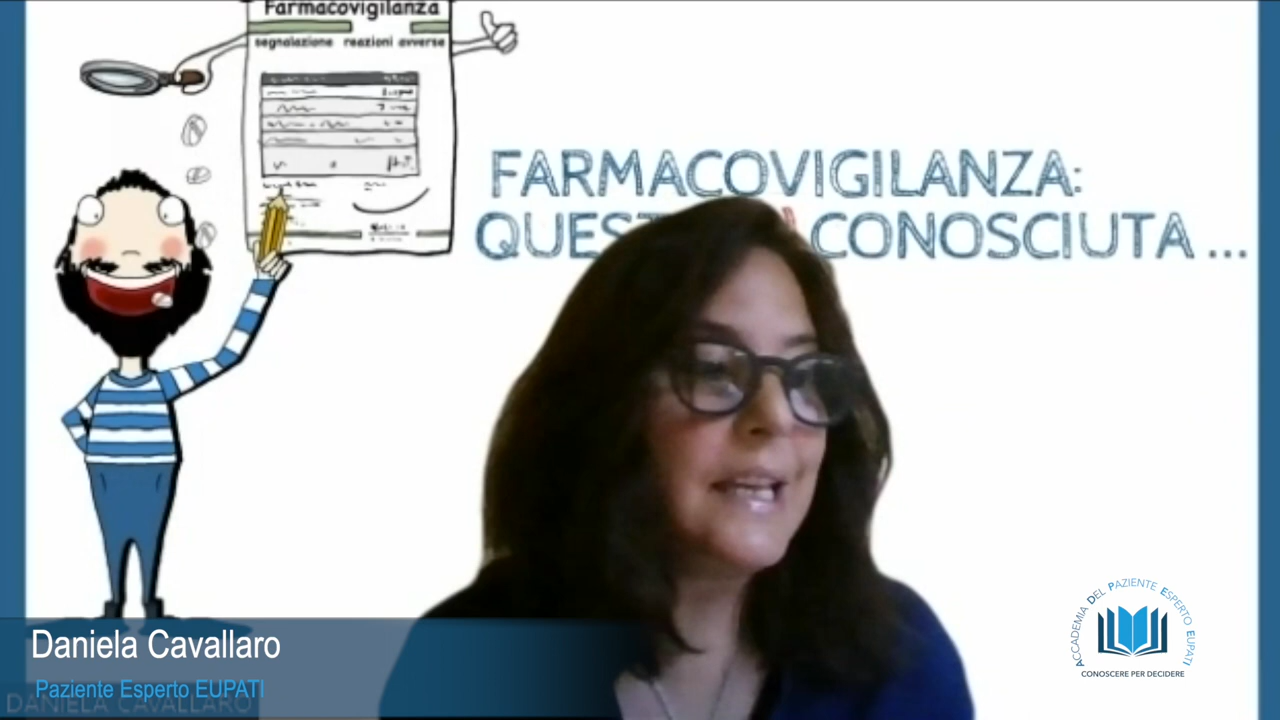 Farmacovigilanza
segnalazione reazioni avverse
FARMACOVIGILANZA:
CONOSCIUTA ...
Daniela Cavallaro
Paziente Esperto EUPATI
DANIELA CAVALLARO
ACCADEMIA DEL PAZIENTE ESPERTO EUPATI
CONOSCERE PER DECIDERE